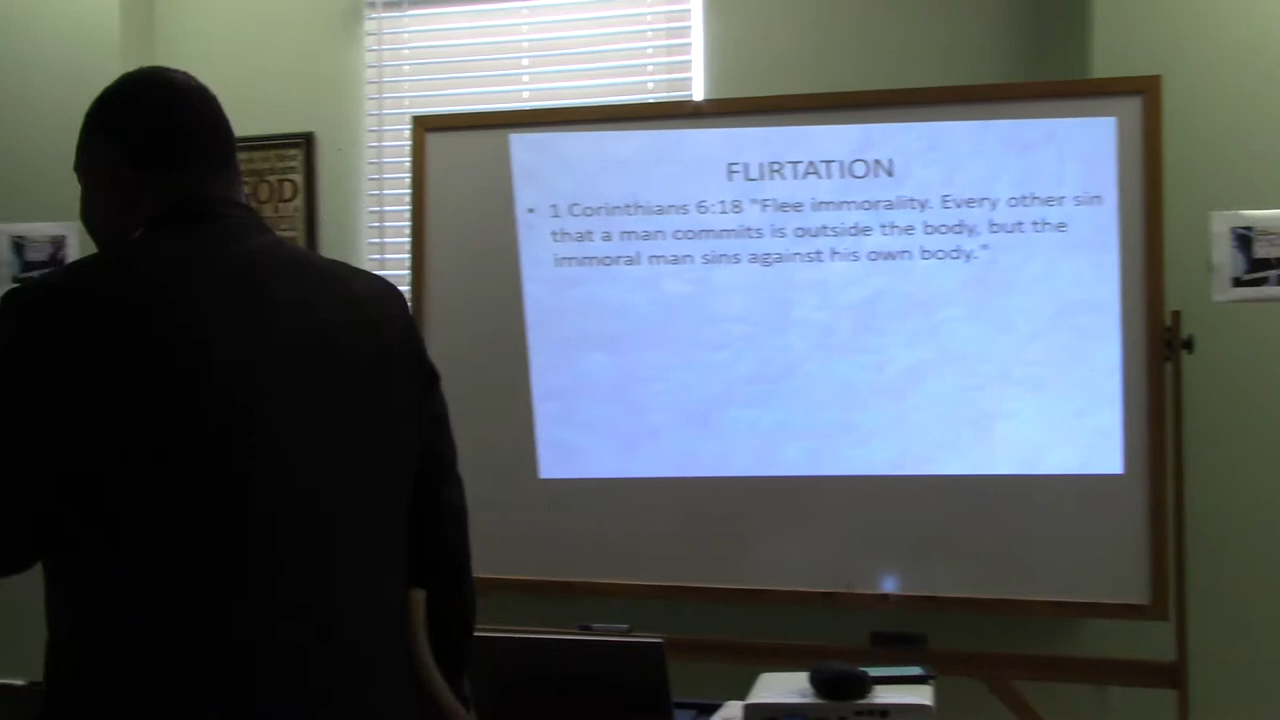 FLIRTATION
• 1 Corinthians 6:18 "Flee immorality. Every other sin
that a man commits is outside the body, but the
immoral man sins against his own body."
GOD